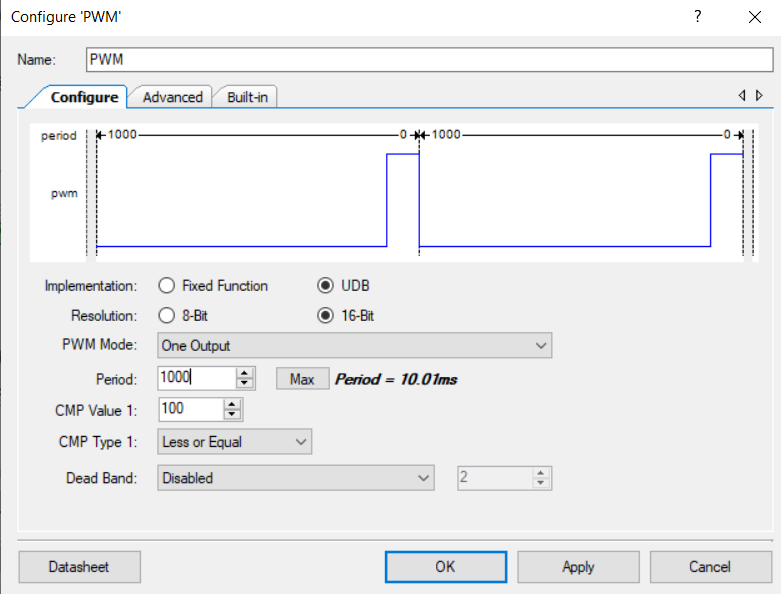 Configure 'PWM'
Name: PWM
Configure Advanced Built-in
period 1000 0 1000 0
pwm
Implementation: Fixed Function UDB
Resolution: 8-Bit 16-Bit
PWM Mode: One Output
Period: 1000 Max Period = 10.01ms
CMP Value 1: 100
CMP Type 1: Less or Equal
Dead Band: Disabled 2
Datasheet OK Apply Cancel